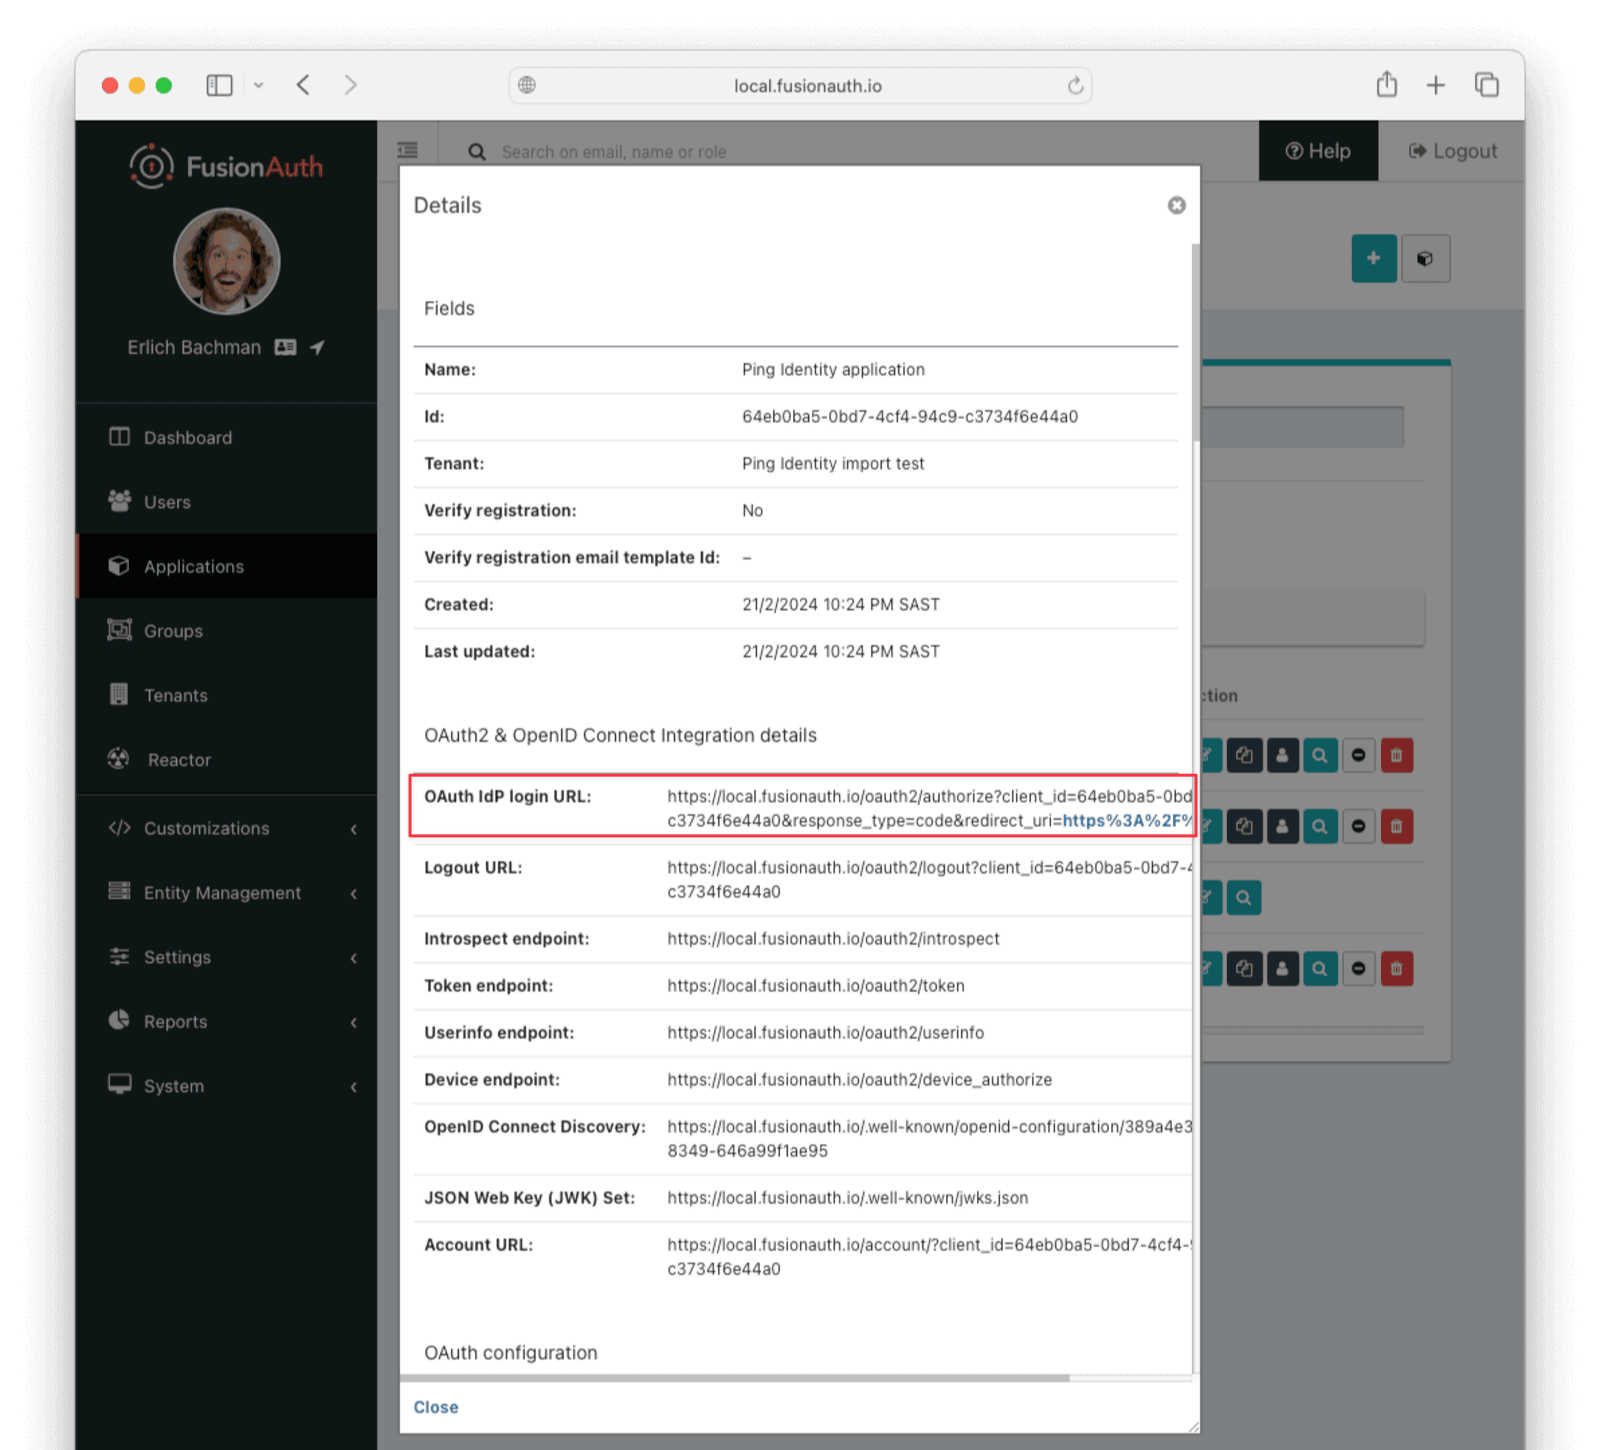 local.fusionauth.io
FusionAuth
Search on email, name or role
Help
Logout
Erlich Bachman
Dashboard
Users
Applications
Groups
Tenants
Reactor
Customizations
Entity Management
Settings
Reports
System
Details
Fields
Name: Ping Identity application
Id: 64eb0ba5-0bd7-4cf4-94c9-c3734f6e44a0
Tenant: Ping Identity import test
Verify registration: No
Verify registration email template Id: –
Created: 21/2/2024 10:24 PM SAST
Last updated: 21/2/2024 10:24 PM SAST
OAuth2 & OpenID Connect Integration details
OAuth IdP login URL: https://local.fusionauth.io/oauth2/authorize?client_id=64eb0ba5-0bd
c3734f6e44a0&response_type=code&redirect_uri=https%3A%2F%
Logout URL: https://local.fusionauth.io/oauth2/logout?client_id=64eb0ba5-0bd7-4
c3734f6e44a0
Introspect endpoint: https://local.fusionauth.io/oauth2/introspect
Token endpoint: https://local.fusionauth.io/oauth2/token
Userinfo endpoint: https://local.fusionauth.io/oauth2/userinfo
Device endpoint: https://local.fusionauth.io/oauth2/device_authorize
OpenID Connect Discovery: https://local.fusionauth.io/.well-known/openid-configuration/389a4e3
8349-646a99f1ae95
JSON Web Key (JWK) Set: https://local.fusionauth.io/.well-known/jwks.json
Account URL: https://local.fusionauth.io/account/?client_id=64eb0ba5-0bd7-4cf4-9
c3734f6e44a0
OAuth configuration
Close
ction